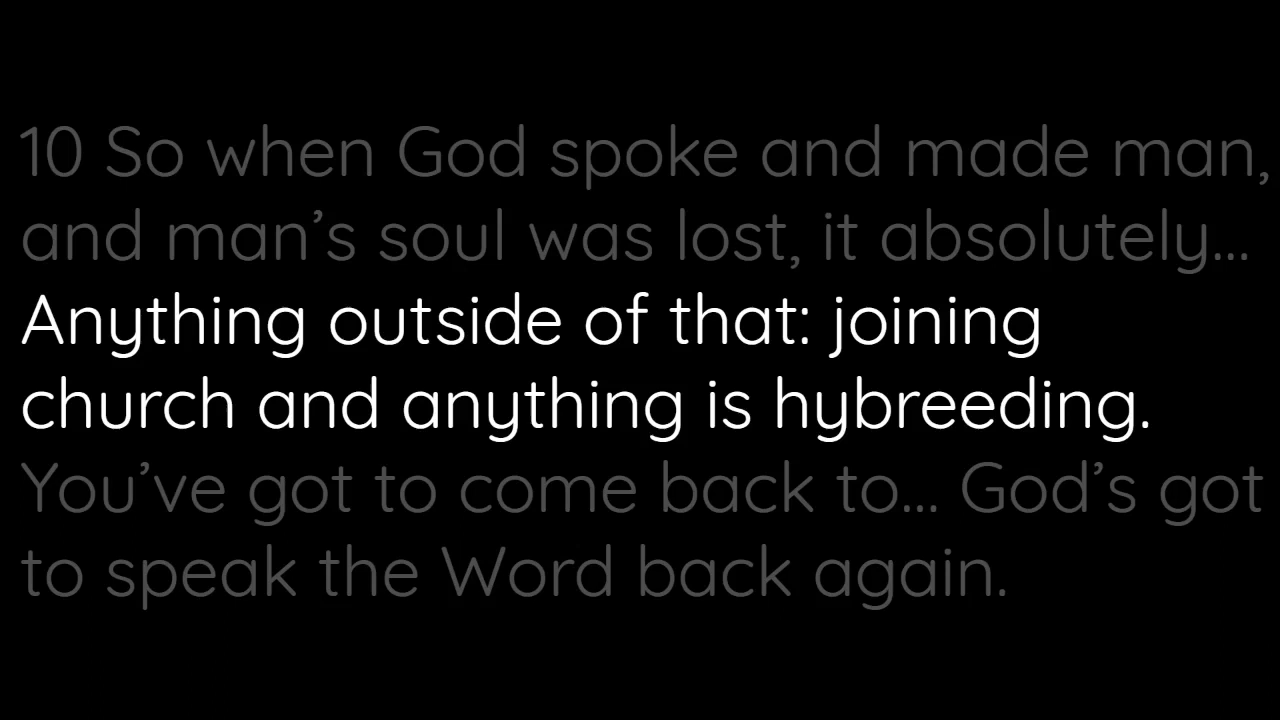 10 So when God spoke and made man,
and man’s soul was lost, it absolutely...
Anything outside of that: joining
church and anything is hybreeding.
You’ve got to come back to... God’s got
to speak the Word back again.